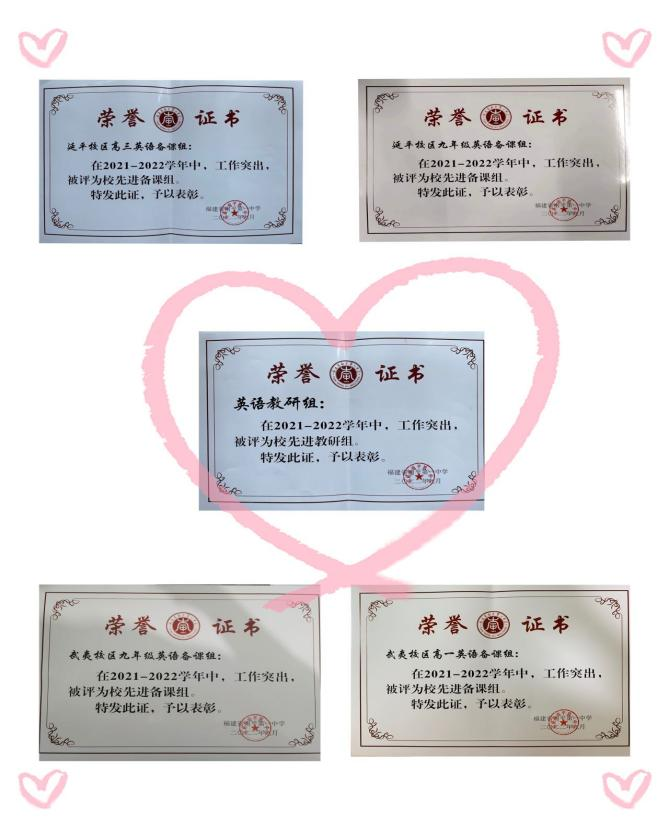 荣誉证书
延平校区高三英语备课组：
在2021-2022学年中，工作突出，
被评为校先进备课组。
特发此证，予以表彰。
荣誉证书
延平校区九年级英语备课组：
在2021-2022学年中，工作突出，
被评为校先进备课组。
特发此证，予以表彰。
荣誉证书
英语教研组：
在2021-2022学年中，工作突出，
被评为校先进教研组。
特发此证，予以表彰。
荣誉证书
武夷校区九年级英语备课组：
在2021-2022学年中，工作突出，
被评为校先进备课组。
特发此证，予以表彰。
荣誉证书
武夷校区高一英语备课组：
在2021-2022学年中，工作突出，
被评为校先进备课组。
特发此证，予以表彰。